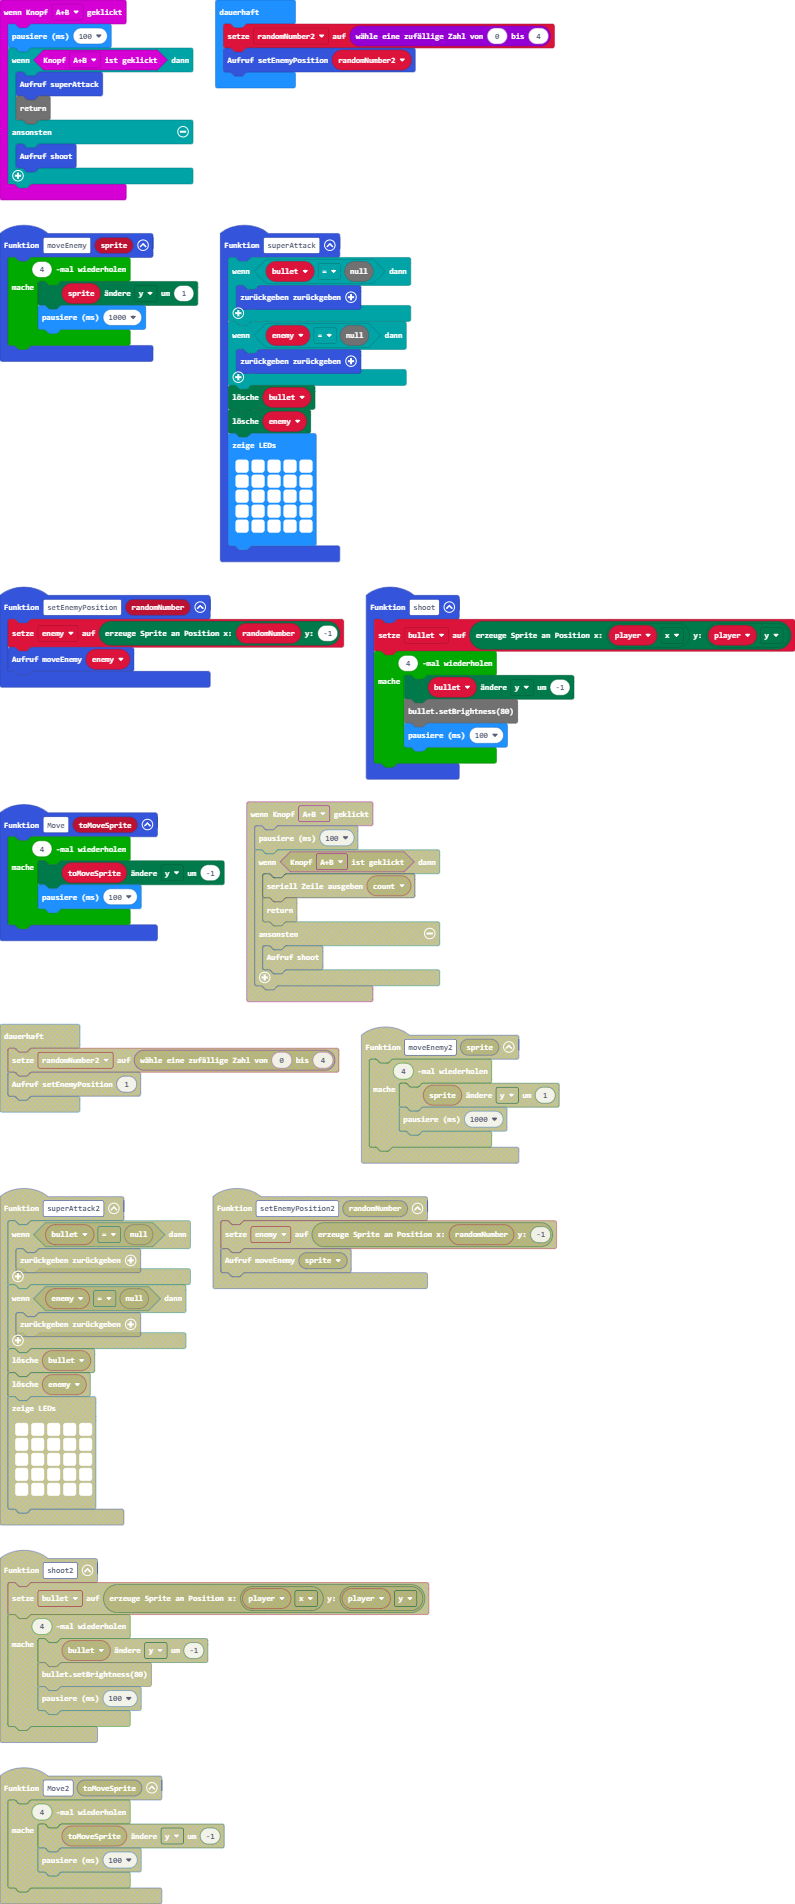 wenn Knopf A+B geklickt
pausiere (ms) 100
wenn Knopf A+B ist geklickt dann
Aufruf superAttack
return
ansonsten
Aufruf shoot
dauerhaft
setze randomNumber2 auf wähle eine zufällige Zahl von 0 bis 4
Aufruf setEnemyPosition randomNumber2
Funktion moveEnemy sprite
4 -mal wiederholen
mache
sprite ändere y um 1
pausiere (ms) 1000
Funktion superAttack
wenn bullet = null dann
zurückgeben zurückgeben
wenn enemy = null dann
zurückgeben zurückgeben
lösche bullet
lösche enemy
zeige LEDs
Funktion setEnemyPosition randomNumber
setze enemy auf erzeuge Sprite an Position x: randomNumber y: -1
Aufruf moveEnemy enemy
Funktion shoot
setze bullet auf erzeuge Sprite an Position x: player x y: player y
4 -mal wiederholen
mache
bullet ändere y um -1
bullet.setBrightness(80)
pausiere (ms) 100
Funktion Move toMoveSprite
4 -mal wiederholen
mache
toMoveSprite ändere y um -1
pausiere (ms) 100
wenn Knopf A+B geklickt
pausiere (ms) 100
wenn Knopf A+B ist geklickt dann
seriell Zeile ausgeben count
return
ansonsten
Aufruf shoot
dauerhaft
setze randomNumber2 auf wähle eine zufällige Zahl von 0 bis 4
Aufruf setEnemyPosition 1
Funktion moveEnemy2 sprite
4 -mal wiederholen
mache
sprite ändere y um 1
pausiere (ms) 1000
Funktion superAttack2
wenn bullet = null dann
zurückgeben zurückgeben
wenn enemy = null dann
zurückgeben zurückgeben
lösche bullet
lösche enemy
zeige LEDs
Funktion setEnemyPosition2 randomNumber
setze enemy auf erzeuge Sprite an Position x: randomNumber y: -1
Aufruf moveEnemy sprite
Funktion shoot2
setze bullet auf erzeuge Sprite an Position x: player x y: player y
4 -mal wiederholen
mache
bullet ändere y um -1
bullet.setBrightness(80)
pausiere (ms) 100
Funktion Move2 toMoveSprite
4 -mal wiederholen
mache
toMoveSprite ändere y um -1
pausiere (ms) 100